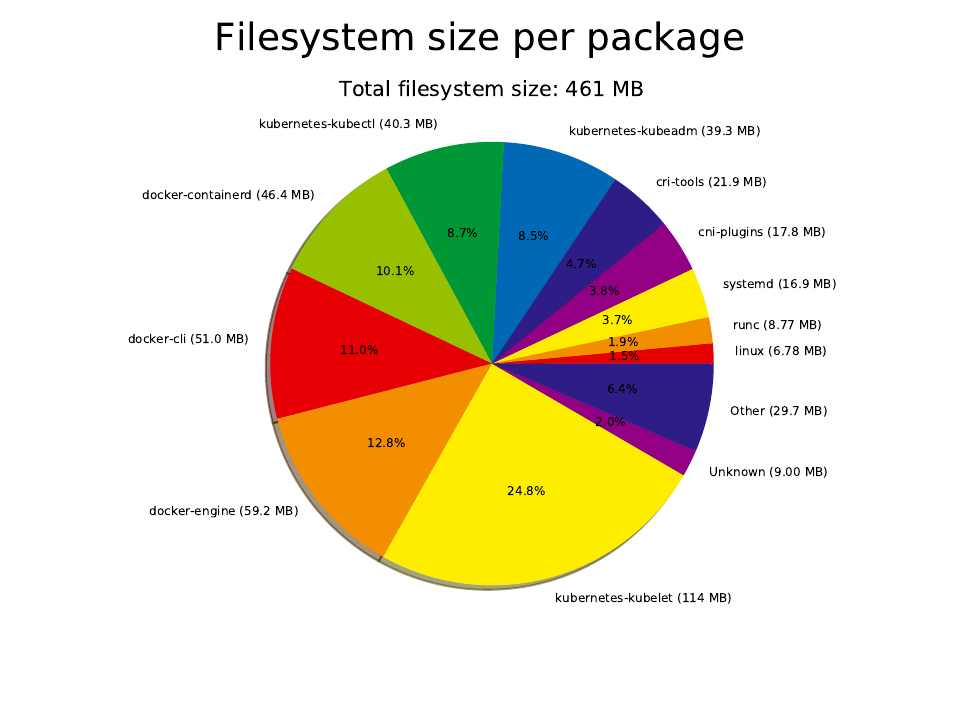 Filesystem size per package
Total filesystem size: 461 MB
kubernetes-kubectl (40.3 MB)
kubernetes-kubeadm (39.3 MB)
cri-tools (21.9 MB)
docker-containerd (46.4 MB)
cni-plugins (17.8 MB)
8.7%
8.5%
4.7%
10.1%
systemd (16.9 MB)
3.8%
3.7%
runc (8.77 MB)
docker-cli (51.0 MB)
1.9%
11.0%
linux (6.78 MB)
1.5%
6.4%
Other (29.7 MB)
2.0%
12.8%
Unknown (9.00 MB)
24.8%
docker-engine (59.2 MB)
kubernetes-kubelet (114 MB)